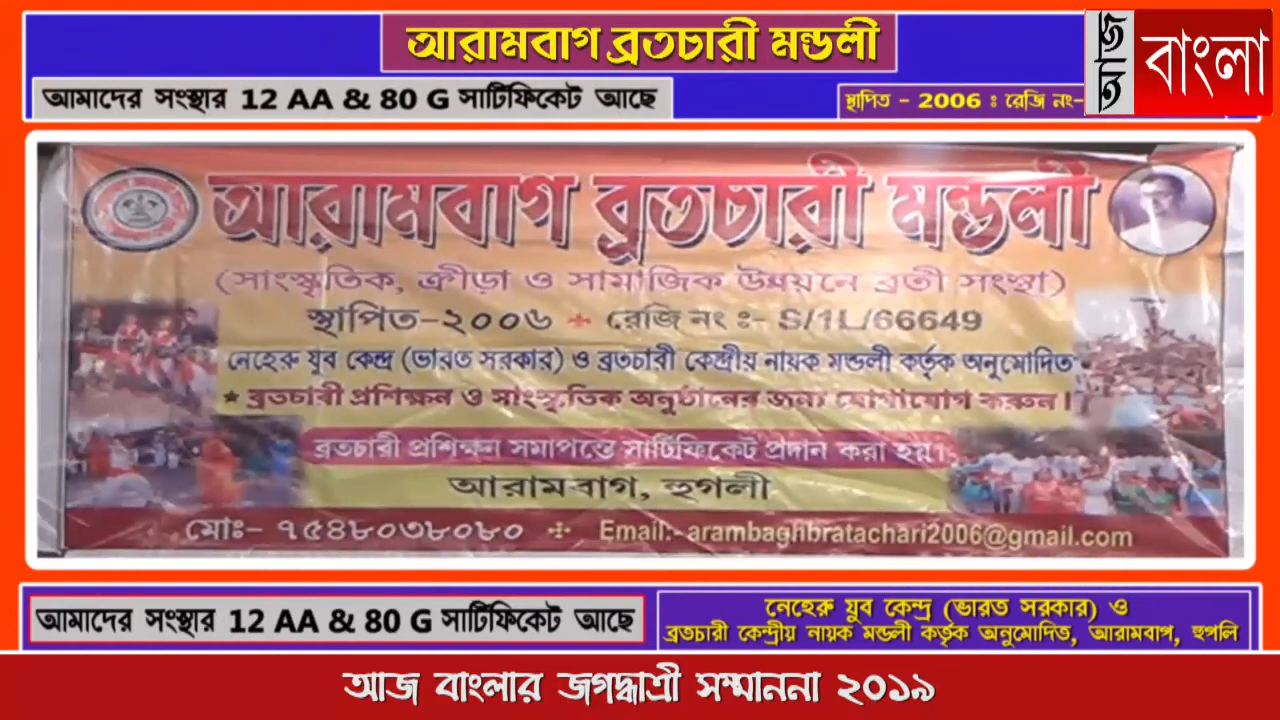 আরামবাগ ব্রতচারী মন্ডলী
আজ বাংলা
আমাদের সংস্থার 12 AA & 80 G সার্টিফিকেট আছে
স্থাপিত - 2006 : রেজি নং-
আরামবাগ ব্রতচারী মন্ডলী
(সাংস্কৃতিক, ক্রীড়া ও সামাজিক উন্নয়নে ব্রতী সংস্থা)
স্থাপিত-২০০৬ + রেজি নং ঃ- S/1L/66649
নেহেরু যুব কেন্দ্র (ভারত সরকার) ও ব্রতচারী কেন্দ্রীয় নায়ক মন্ডলী কর্তৃক অনুমোদিত
* ব্রতচারী প্রশিক্ষন ও সাংস্কৃতিক অনুষ্ঠানের জন্য যোগাযোগ করুন।
ব্রতচারী প্রশিক্ষন সমাপন্তে সার্টিফিকেট প্রদান করা হয়।
আরামবাগ, হুগলী
মোঃ- ৭৫৪৮০৩৮০৮০ + Email:- arambaghbratachari2006@gmail.com
আমাদের সংস্থার 12 AA & 80 G সার্টিফিকেট আছে
নেহেরু যুব কেন্দ্র (ভারত সরকার) ও
ব্রতচারী কেন্দ্রীয় নায়ক মন্ডলী কর্তৃক অনুমোদিত, আরামবাগ, হুগলি
আজ বাংলার জগদ্ধাত্রী সম্মাননা ২০১৯